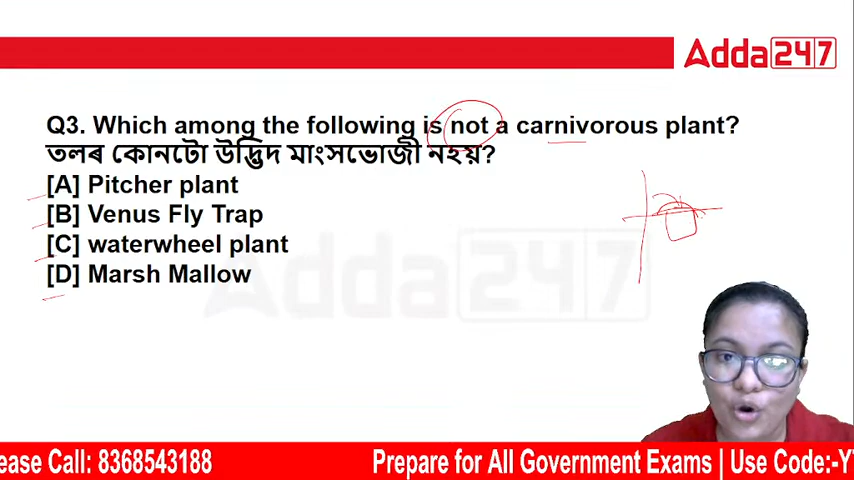 Adda247
Q3. Which among the following is not a carnivorous plant?
তলৰ কোনটো উদ্ভিদ মাংসভোজী নহয়?
[A] Pitcher plant
[B] Venus Fly Trap
[C] waterwheel plant
[D] Marsh Mallow
Adda247
ease Call: 8368543188 Prepare for All Government Exams | Use Code:-Y